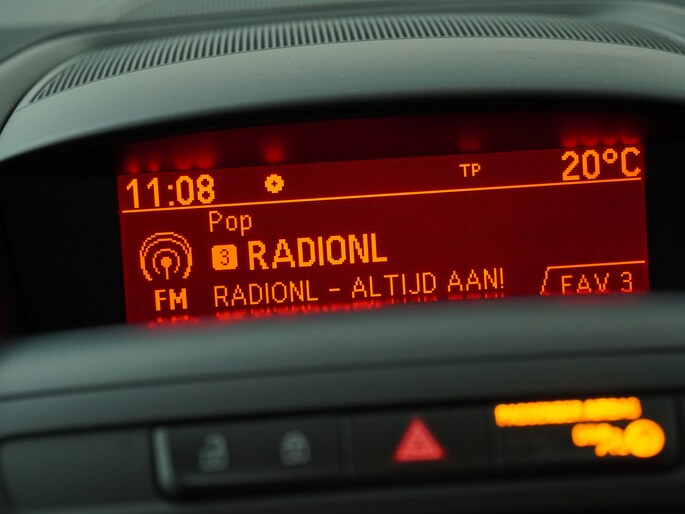 11:08 TP 20°C
Pop
3 RADIONL
FM RADIONL - ALTIJD AAN! FAV 3